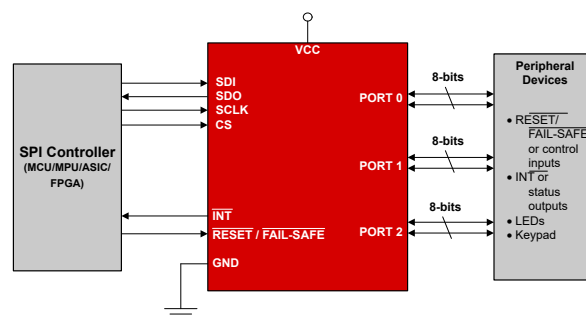 VCC
SPI Controller
(MCU/MPU/ASIC/
FPGA)
SDI
SDO
SCLK
CS
INT
RESET / FAIL-SAFE
GND
PORT 0
PORT 1
PORT 2
8-bits
8-bits
8-bits
Peripheral
Devices
• RESET/
FAIL-SAFE
or control
inputs
• INT or
status
outputs
• LEDs
• Keypad